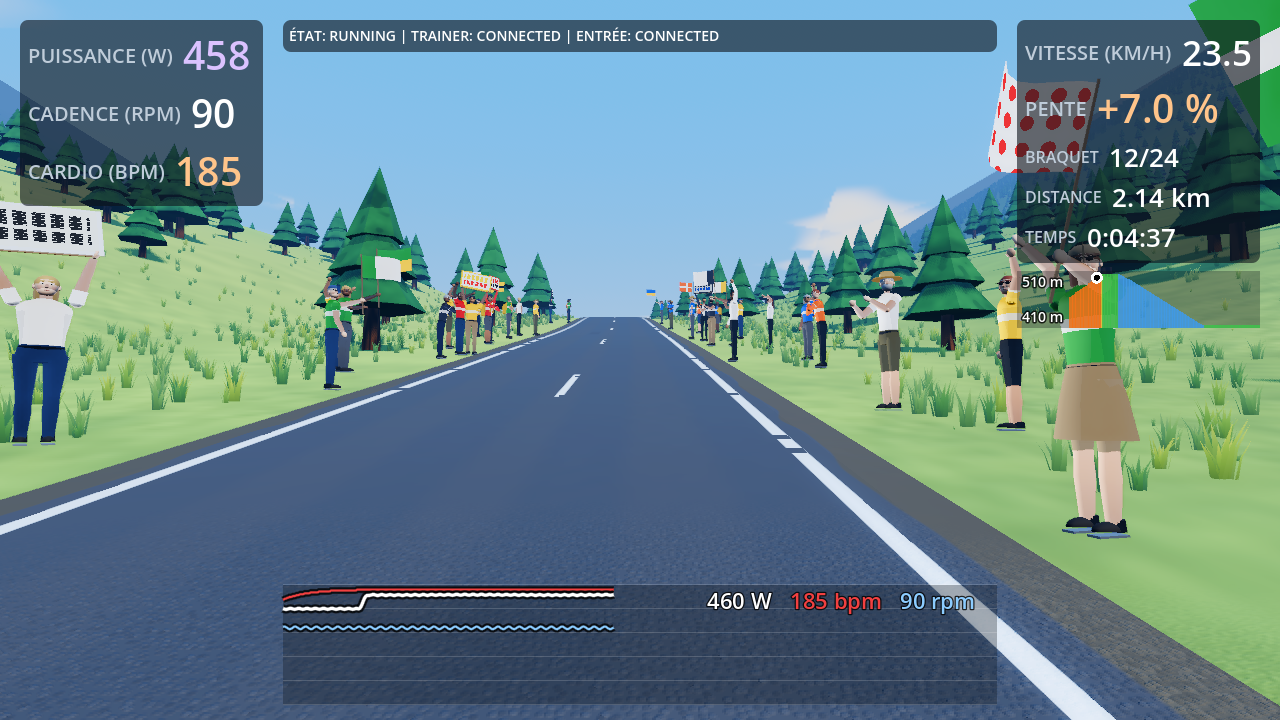 PUISSANCE (W) 458
CADENCE (RPM) 90
CARDIO (BPM) 185
ÉTAT: RUNNING | TRAINER: CONNECTED | ENTRÉE: CONNECTED
VITESSE (KM/H) 23.5
PENTE +7.0 %
BRAQUET 12/24
DISTANCE 2.14 km
TEMPS 0:04:37
510 m
410 m
460 W 185 bpm 90 rpm